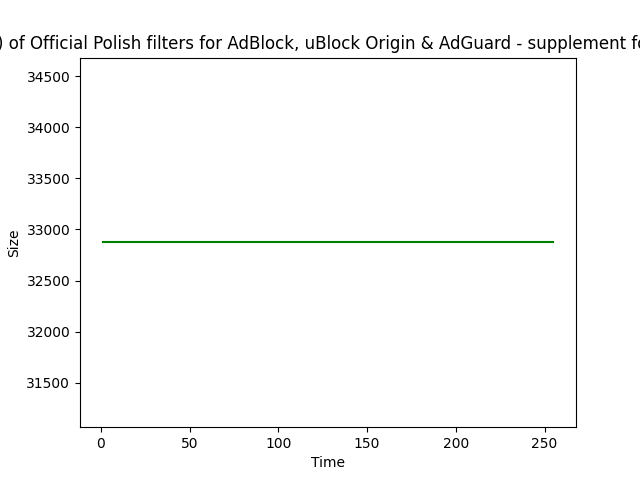 ) of Official Polish filters for AdBlock, uBlock Origin & AdGuard - supplement fo
34500
34000
33500
33000
32500
32000
31500
Size
0 50 100 150 200 250
Time